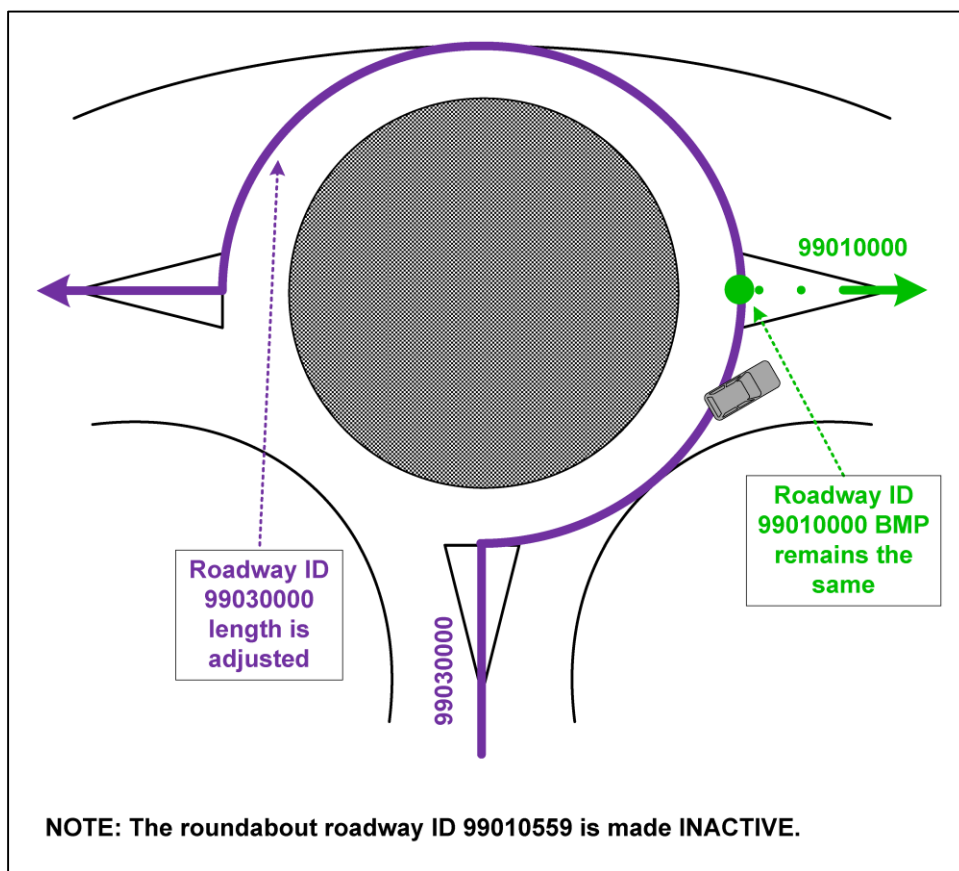 99010000
Roadway ID
99010000 BMP
remains the
same
Roadway ID
99030000
length is
adjusted
99030000
NOTE: The roundabout roadway ID 99010559 is made INACTIVE.